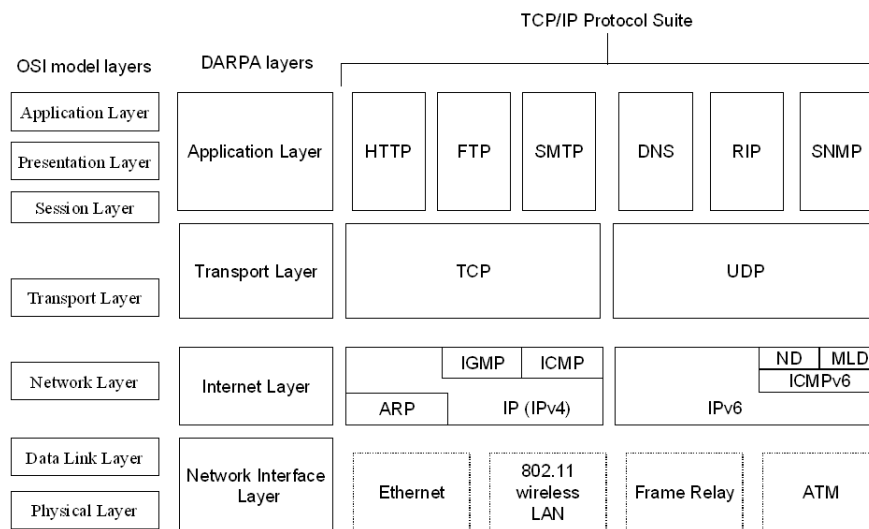 TCP/IP Protocol Suite
OSI model layers
DARPA layers
Application Layer
Presentation Layer
Session Layer
Application Layer
HTTP
FTP
SMTP
DNS
RIP
SNMP
Transport Layer
Transport Layer
TCP
UDP
Network Layer
Internet Layer
IGMP
ICMP
ARP
IP (IPv4)
IPv6
ND
MLD
ICMPv6
Data Link Layer
Physical Layer
Network Interface
Layer
Ethernet
802.11
wireless
LAN
Frame Relay
ATM